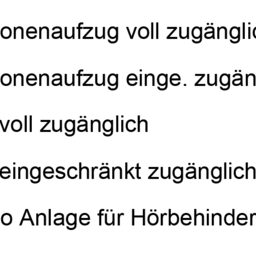 onenaufzug voll zugänglic
onenaufzug einge. zugän
voll zugänglich
eingeschränkt zugänglich
o Anlage für Hörbehinder